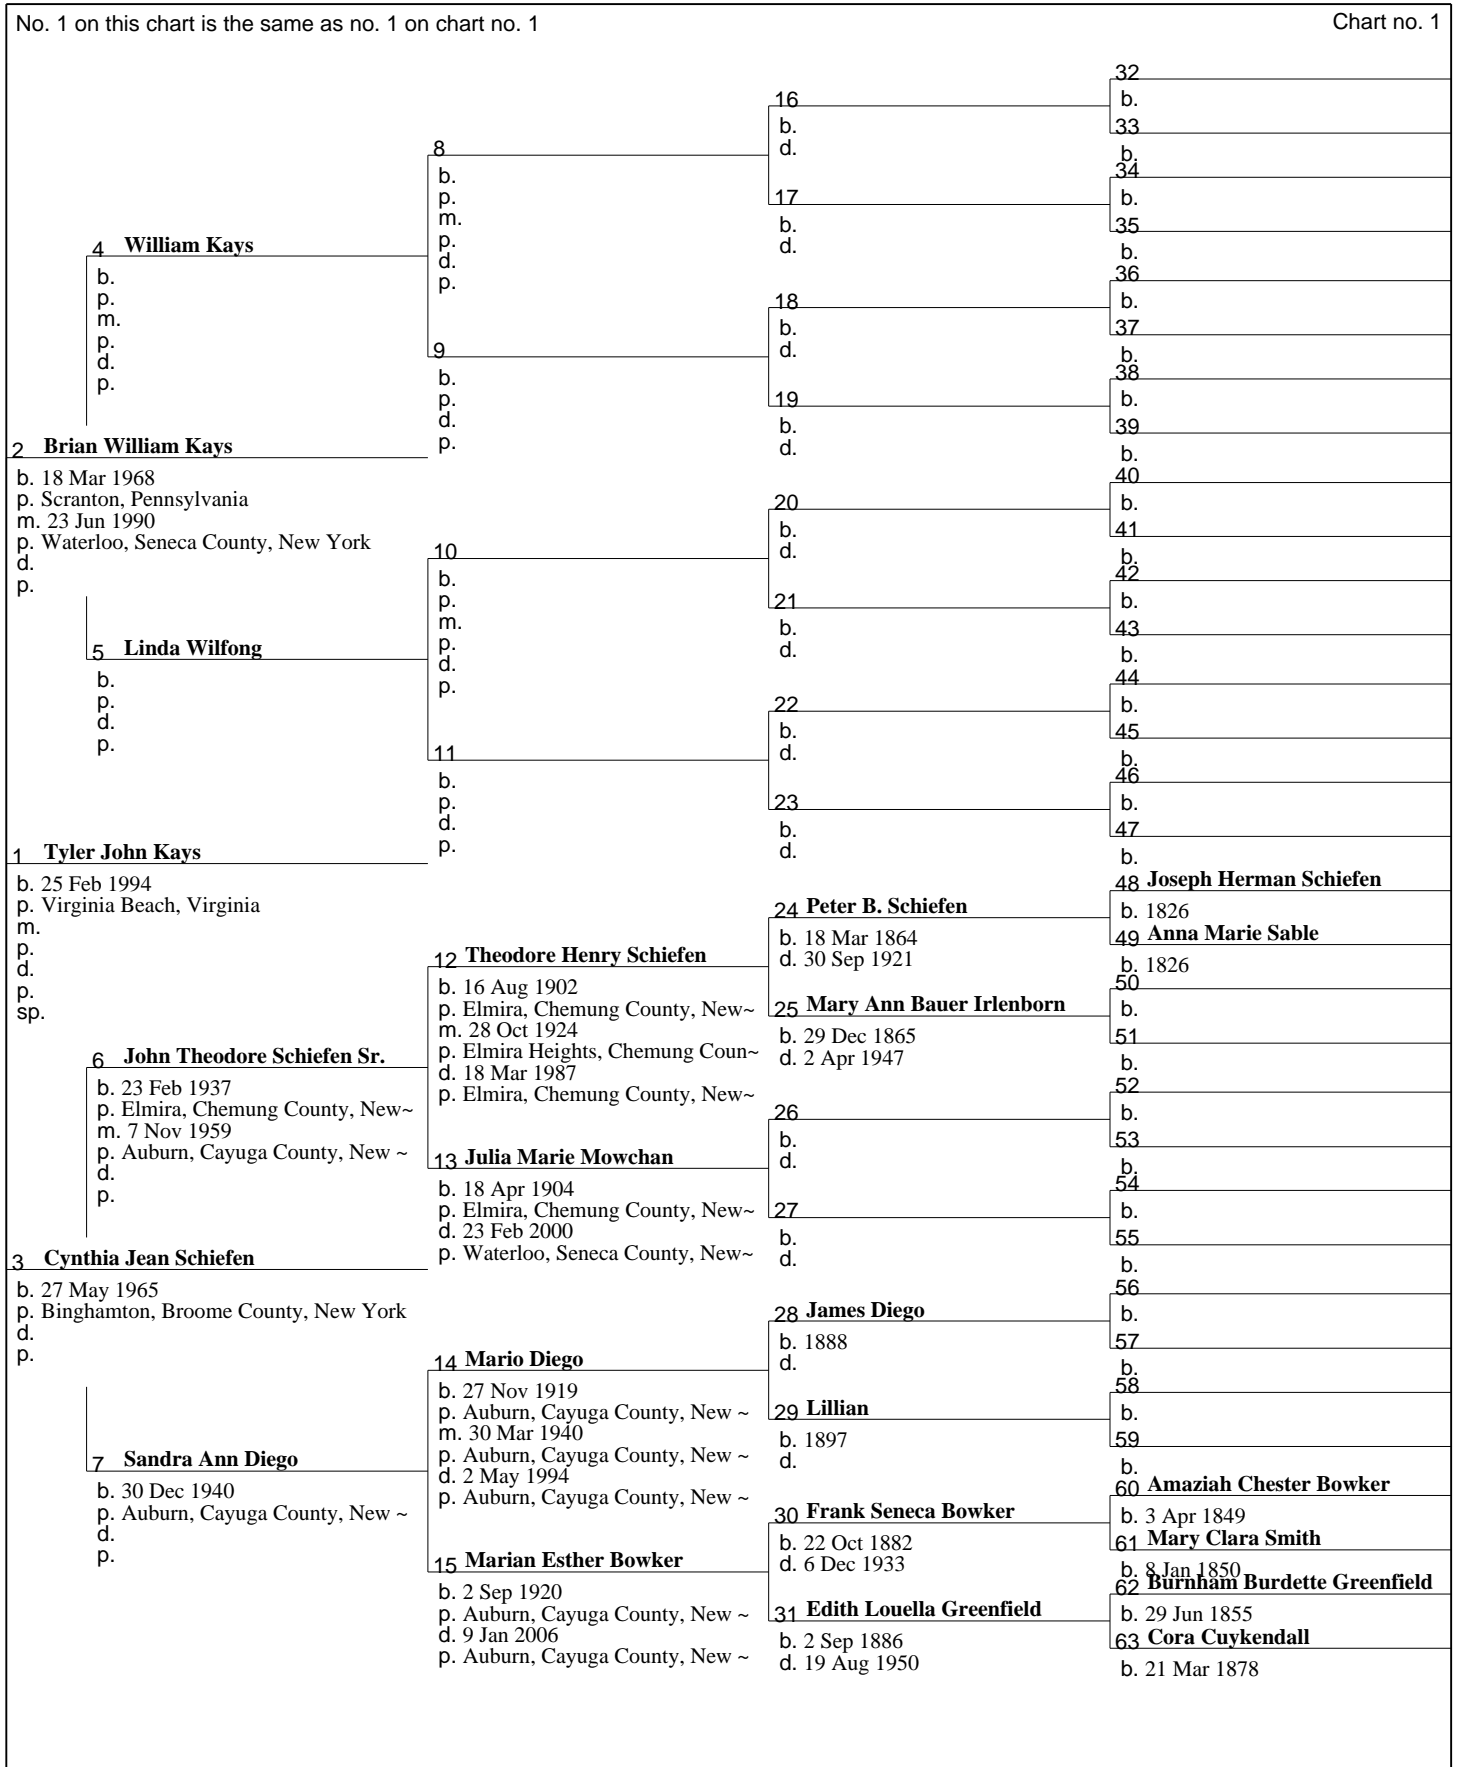 No. 1 on this chart is the same as no. 1 on chart no. 1
Chart no. 1
2 Brian William Kays
b. 18 Mar 1968
p. Scranton, Pennsylvania
m. 23 Jun 1990
p. Waterloo, Seneca County, New York
d.
p.
1 Tyler John Kays
b. 25 Feb 1994
p. Virginia Beach, Virginia
m.
p.
d.
p.
sp.
3 Cynthia Jean Schiefen
b. 27 May 1965
p. Binghamton, Broome County, New York
d.
p.
4 William Kays
b.
p.
m.
p.
d.
p.
5 Linda Wilfong
b.
p.
d.
p.
6 John Theodore Schiefen Sr.
b. 23 Feb 1937
p. Elmira, Chemung County, New~
m. 7 Nov 1959
p. Auburn, Cayuga County, New ~
d.
p.
7 Sandra Ann Diego
b. 30 Dec 1940
p. Auburn, Cayuga County, New ~
d.
p.
8
b.
p.
m.
p.
d.
p.
9
b.
p.
d.
p.
10
b.
p.
m.
p.
d.
p.
11
b.
p.
d.
p.
12 Theodore Henry Schiefen
b. 16 Aug 1902
p. Elmira, Chemung County, New~
m. 28 Oct 1924
p. Elmira Heights, Chemung Coun~
d. 18 Mar 1987
p. Elmira, Chemung County, New~
13 Julia Marie Mowchan
b. 18 Apr 1904
p. Elmira, Chemung County, New~
d. 23 Feb 2000
p. Waterloo, Seneca County, New~
14 Mario Diego
b. 27 Nov 1919
p. Auburn, Cayuga County, New ~
m. 30 Mar 1940
p. Auburn, Cayuga County, New ~
d. 2 May 1994
p. Auburn, Cayuga County, New ~
15 Marian Esther Bowker
b. 2 Sep 1920
p. Auburn, Cayuga County, New ~
d. 9 Jan 2006
p. Auburn, Cayuga County, New ~
16
b.
d.
17
b.
d.
18
b.
d.
19
b.
d.
20
b.
d.
21
b.
d.
22
b.
d.
23
b.
d.
24 Peter B. Schiefen
b. 18 Mar 1864
d. 30 Sep 1921
25 Mary Ann Bauer Irlenborn
b. 29 Dec 1865
d. 2 Apr 1947
26
b.
d.
27
b.
d.
28 James Diego
b. 1888
d.
29 Lillian
b. 1897
d.
30 Frank Seneca Bowker
b. 22 Oct 1882
d. 6 Dec 1933
31 Edith Louella Greenfield
b. 2 Sep 1886
d. 19 Aug 1950
32
b.
33
b.
34
b.
35
b.
36
b.
37
b.
38
b.
39
b.
40
b.
41
b.
42
b.
43
b.
44
b.
45
b.
46
b.
47
b.
48 Joseph Herman Schiefen
b. 1826
49 Anna Marie Sable
b. 1826
50
b.
51
b.
52
b.
53
b.
54
b.
55
b.
56
b.
57
b.
58
b.
59
b.
60 Amaziah Chester Bowker
b. 3 Apr 1849
61 Mary Clara Smith
b. 8 Jan 1850
62 Burnham Burdette Greenfield
b. 29 Jun 1855
63 Cora Cuykendall
b. 21 Mar 1878